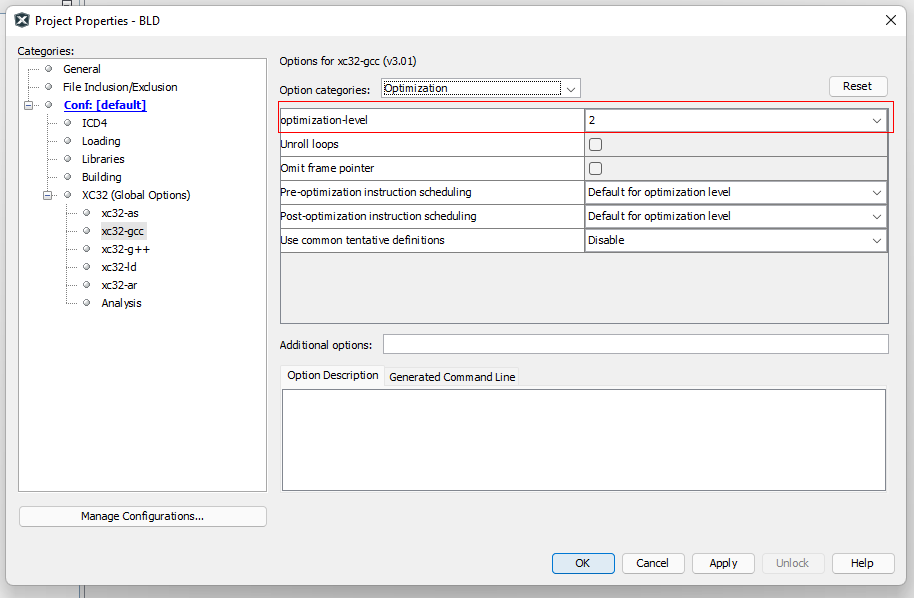 Project Properties - BLD
Categories:
General
File Inclusion/Exclusion
Conf: [default]
ICD4
Loading
Libraries
Building
XC32 (Global Options)
xc32-as
xc32-gcc
xc32-g++
xc32-ld
xc32-ar
Analysis
Manage Configurations...
Options for xc32-gcc (v3.01)
Option categories: Optimization Reset
optimization-level 2
Unroll loops
Omit frame pointer
Pre-optimization instruction scheduling Default for optimization level
Post-optimization instruction scheduling Default for optimization level
Use common tentative definitions Disable
Additional options:
Option Description Generated Command Line
OK Cancel Apply Unlock Help